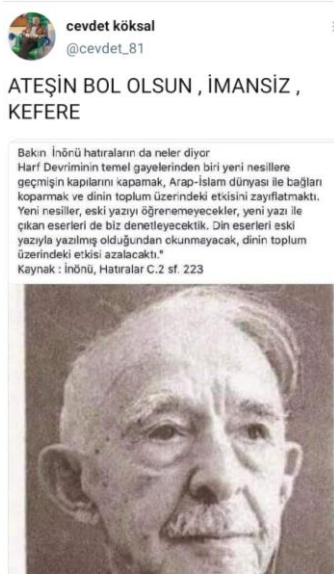 cevdet köksal
@cevdet_81
ATEŞİN BOL OLSUN , İMANSİZ ,
KEFERE
Bakın İnönü hatıraların da neler diyor
Harf Devriminin temel gayelerinden biri yeni nesillere
geçmişin kapılarını kapamak, Arap-İslam dünyası ile bağları
koparmak ve dinin toplum üzerindeki etkisini zayıflatmaktı.
Yeni nesiller, eski yazıyı öğrenemeyecekler, yeni yazı ile
çıkan eserleri de biz denetleyecektik. Din eserleri eski
yazıyla yazılmış olduğundan okunmayacak, dinin toplum
üzerindeki etkisi azalacaktı."
Kaynak : İnönü, Hatıralar C.2 sf. 223